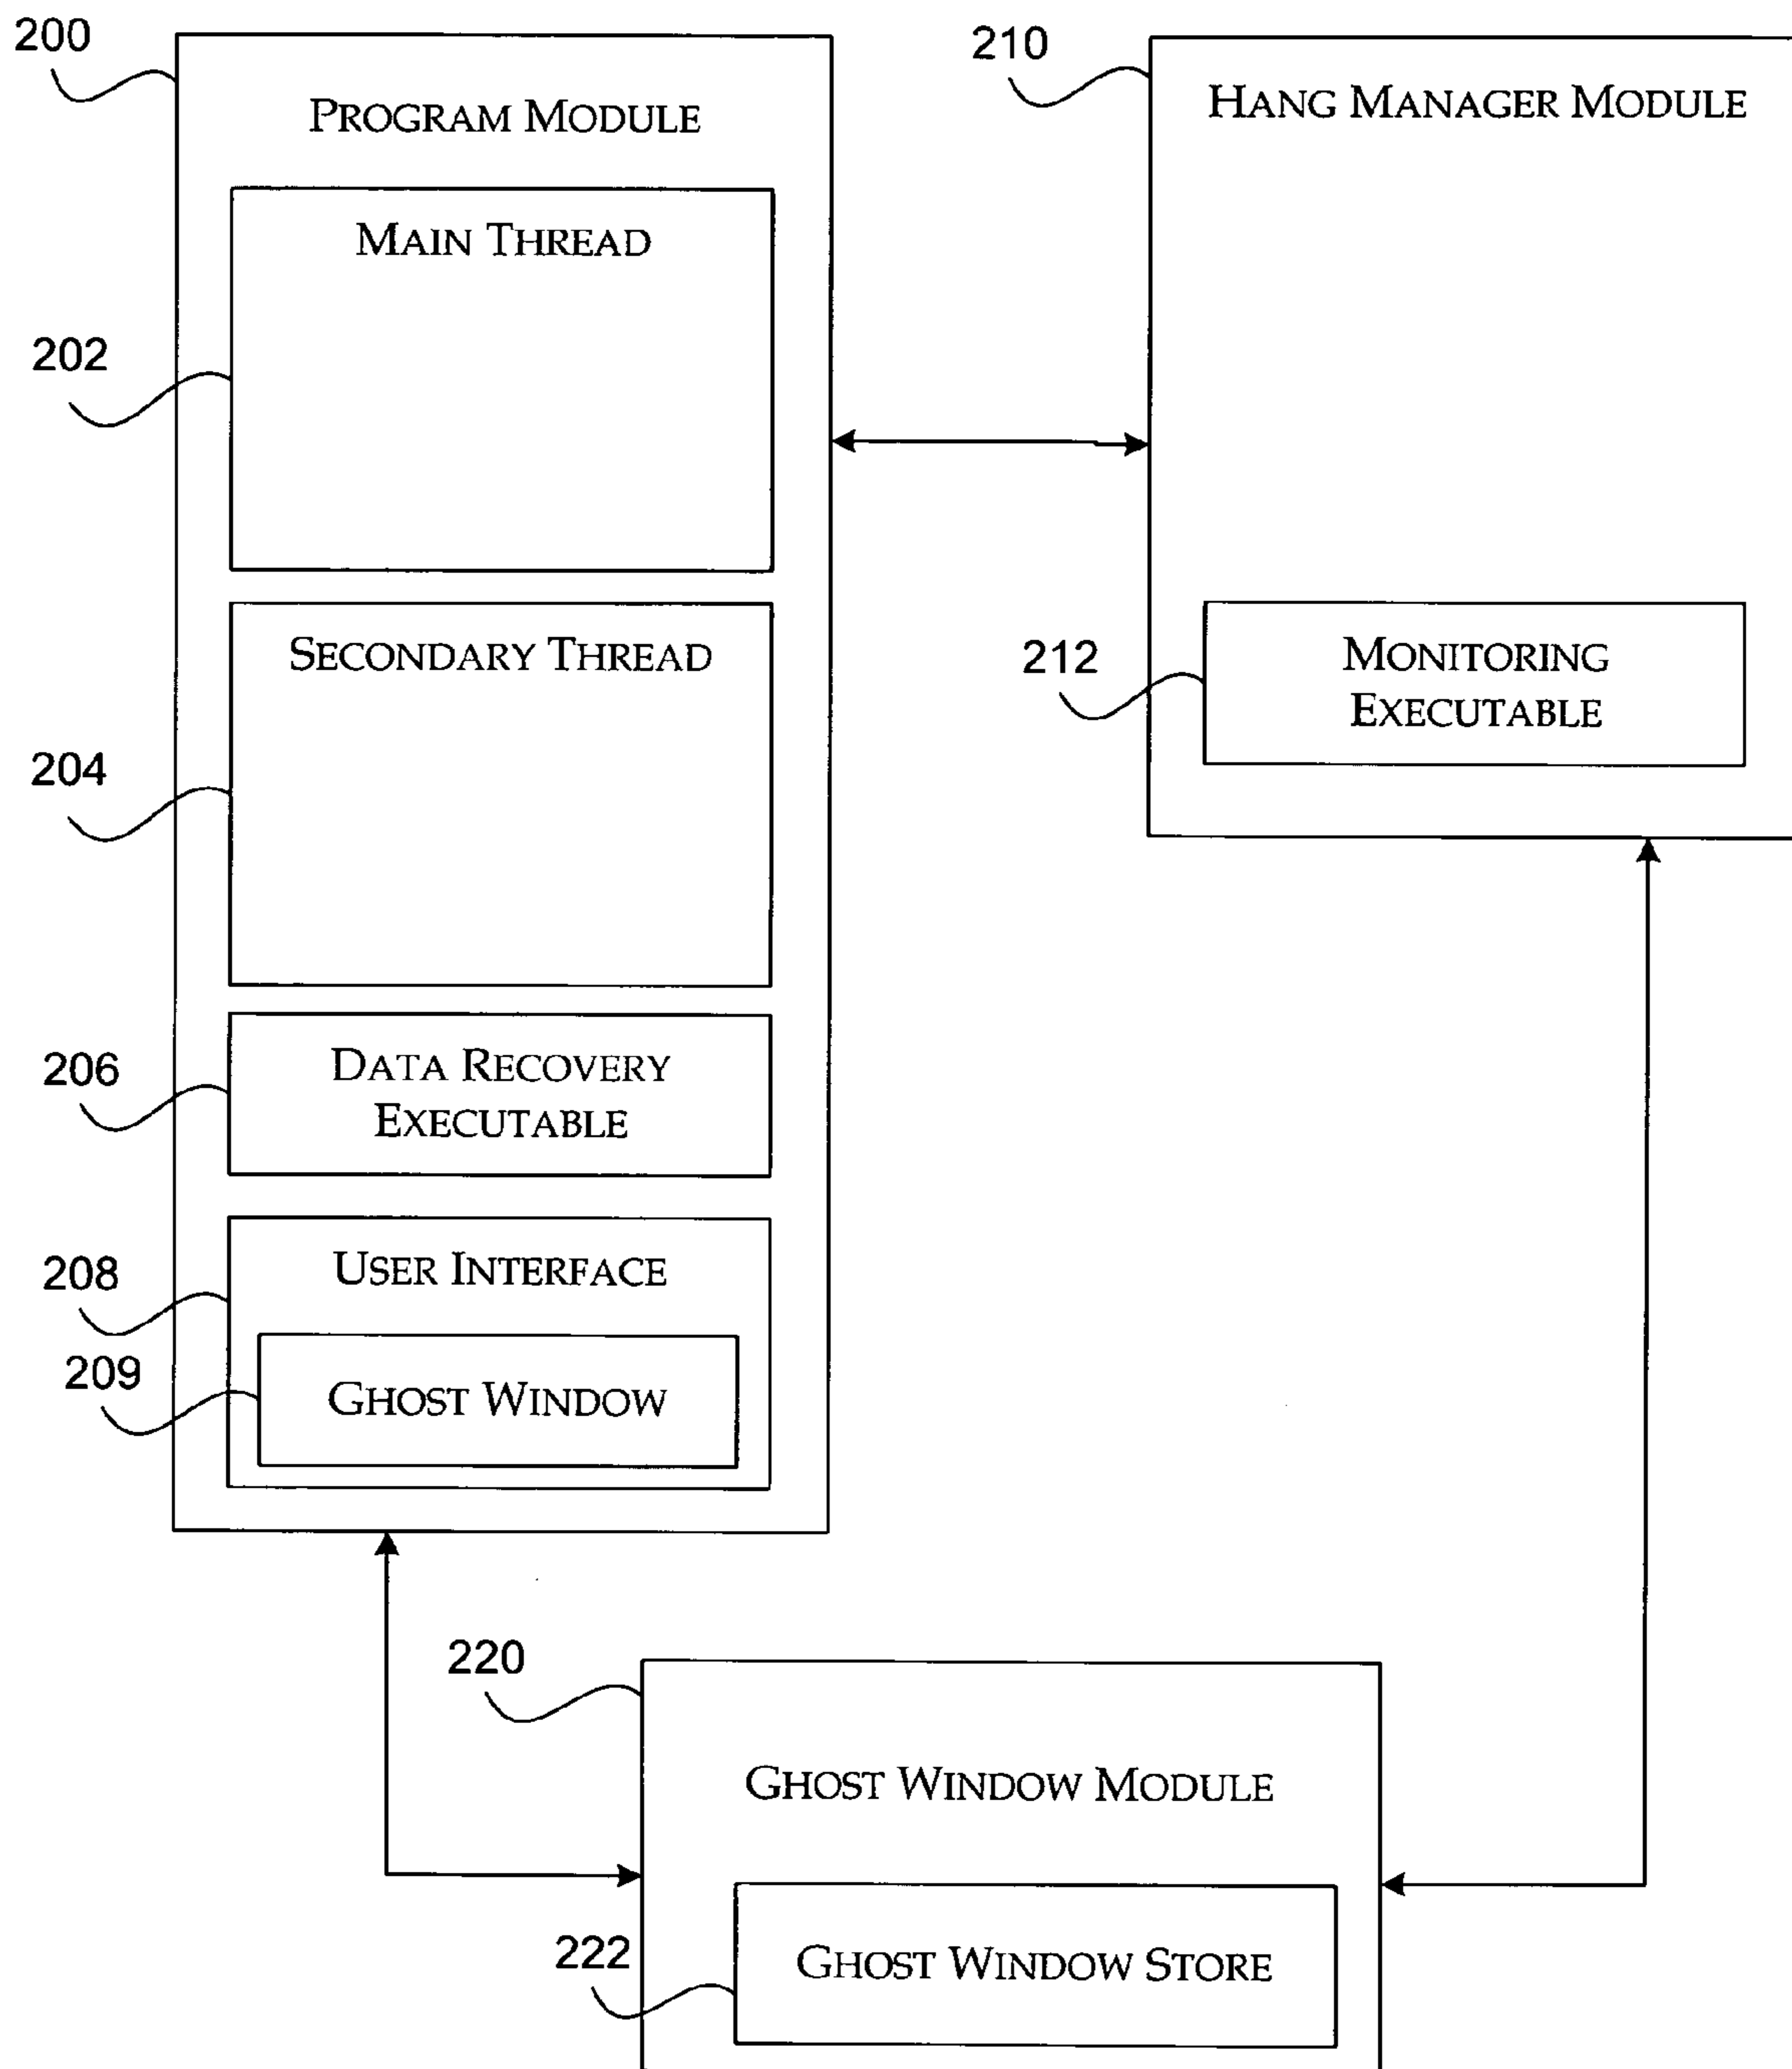 200
PROGRAM MODULE
MAIN THREAD
202
SECONDARY THREAD
204
DATA RECOVERY
EXECUTABLE
206
USER INTERFACE
208
GHOST WINDOW
209
210
HANG MANAGER MODULE
MONITORING
EXECUTABLE
212
220
GHOST WINDOW MODULE
GHOST WINDOW STORE
222